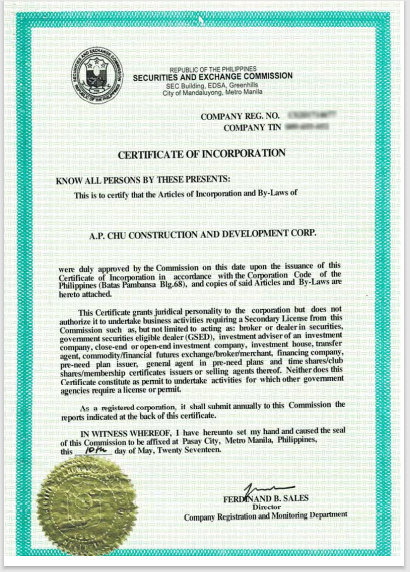 REPUBLIC OF THE PHILIPPINES
SECURITIES AND EXCHANGE COMMISSION
SEC Building, EDSA, Greenhills
City of Mandaluyong, Metro Manila
COMPANY REG. NO.
COMPANY TIN
CERTIFICATE OF INCORPORATION
KNOW ALL PERSONS BY THESE PRESENTS:
This is to certify that the Articles of Incorporation and By-Laws of
A.P. CHU CONSTRUCTION AND DEVELOPMENT CORP.
were duly approved by the Commission on this date upon the issuance of this
Certificate of Incorporation in accordance with the Corporation Code of the
Philippines (Batas Pambansa Blg.68), and copies of said Articles and By-Laws are
hereto attached.
This Certificate grants juridical personality to the corporation but does not
authorize it to undertake business activities requiring a Secondary License from this
Commission such as, but not limited to acting as: broker or dealer in securities,
government securities eligible dealer (GSED), investment adviser of an investment
company, close-end or open-end investment company, investment house, transfer
agent, commodity/financial futures exchange/broker/merchant, financing company,
pre-need plan issuer, general agent in pre-need plans and time shares/club
shares/membership certificates issuers or selling agents thereof. Neither does this
Certificate constitute as permit to undertake activities for which other government
agencies require a license or permit.
As a registered corporation, it shall submit annually to this Commission the
reports indicated at the back of this certificate.
IN WITNESS WHEREOF, I have hereunto set my hand and caused the seal
of this Commission to be affixed at Pasay City, Metro Manila, Philippines,
this 10th day of May, Twenty Seventeen.
FERDINAND B. SALES
Director
Company Registration and Monitoring Department